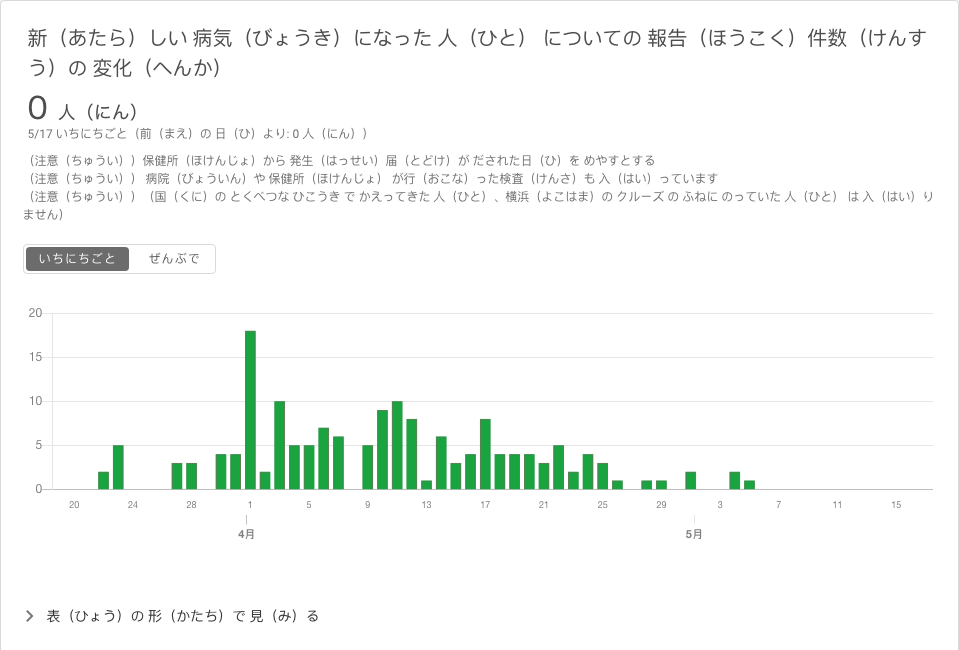 新（あたら）しい 病気（びょうき）になった 人（ひと） についての 報告（ほうこく）件数（けんす
う）の 変化（へんか）
0 人（にん）
5/17 いちにちごと（前（まえ）の 日（ひ）より: 0 人（にん））
（注意（ちゅうい））保健所（ほけんじょ）から 発生（はっせい）届（とどけ）が だされた日（ひ）を めやすとする
（注意（ちゅうい）） 病院（びょういん）や 保健所（ほけんじょ） が行（おこな）った検査（けんさ）も 入（はい）っています
（注意（ちゅうい））（国（くに）の とくべつな ひこうき で かえってきた 人（ひと）、横浜（よこはま）の クルーズ の ふねに のっていた 人（ひと） は 入（はい）り
ません）
いちにちごと ぜんぶで
20
15
10
5
0
20 24 28 1 5 9 13 17 21 25 29 3 7 11 15
4月 5月
表（ひょう）の 形（かたち）で 見（み）る